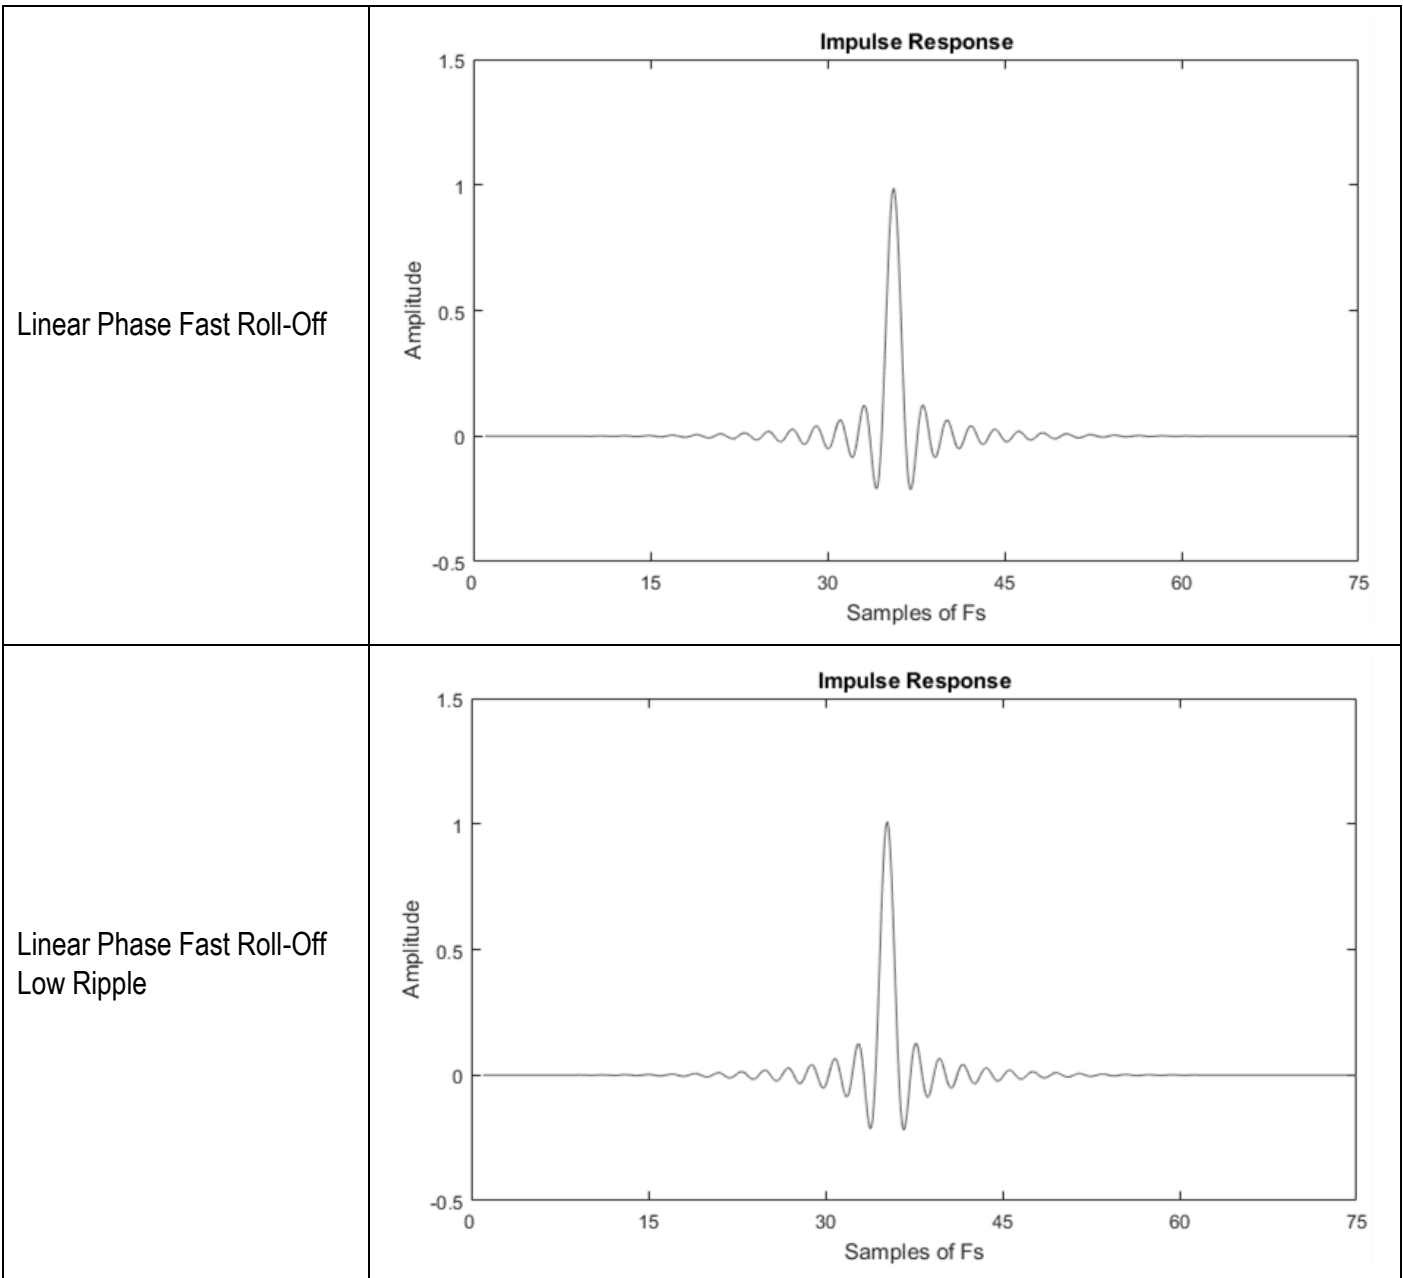 Linear Phase Fast Roll-Off
Impulse Response
1.5
1
0.5
0
-0.5
Amplitude
0 15 30 45 60 75
Samples of Fs
Linear Phase Fast Roll-Off
Low Ripple
Impulse Response
1.5
1
0.5
0
-0.5
Amplitude
0 15 30 45 60 75
Samples of Fs